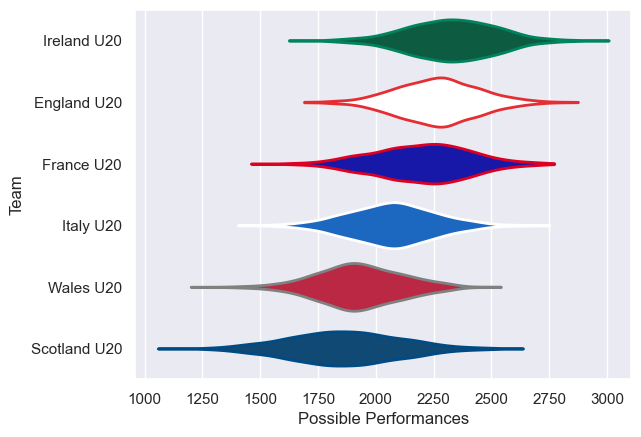 Ireland U20
England U20
France U20
Italy U20
Wales U20
Scotland U20
Team
1000 1250 1500 1750 2000 2250 2500 2750 3000
Possible Performances